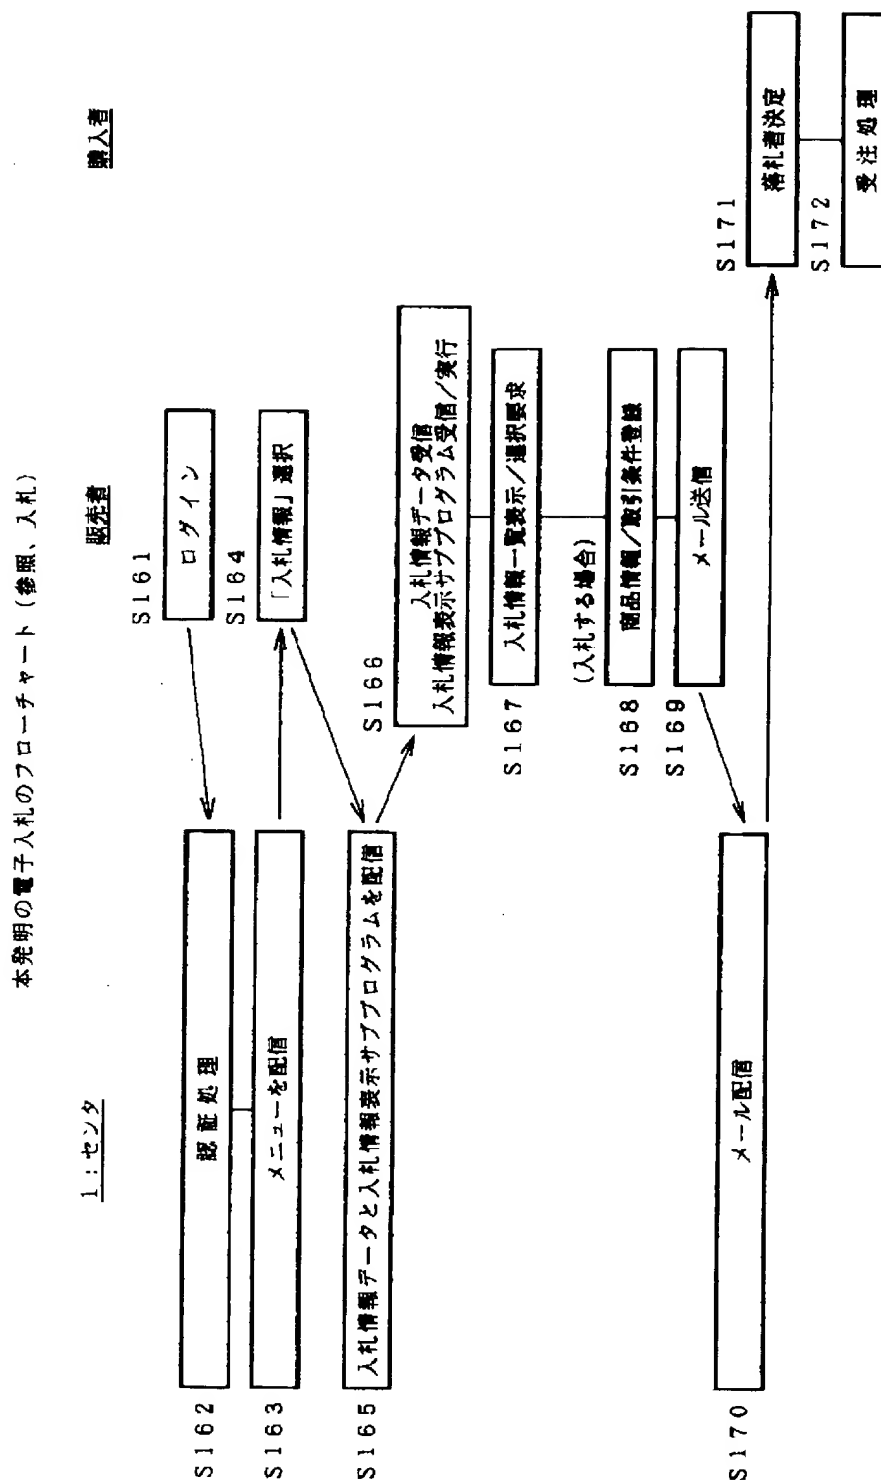 本発明の電子入札のフローチャート(参照、入札)
1:センタ
販売者
購入者
S161
ログイン
S162
認証処理
S163
メニューを配信
S164
「入札情報」選択
S165
入札情報データと入札情報表示サブプログラムを配信
S166
入札情報データ受信
入札情報表示サブプログラム受信/実行
S167
入札情報一覧表示/選択要求
(入札する場合)
S168
商品情報/取引条件登録
S169
メール送信
S170
メール配信
S171
落札者決定
S172
受注処理